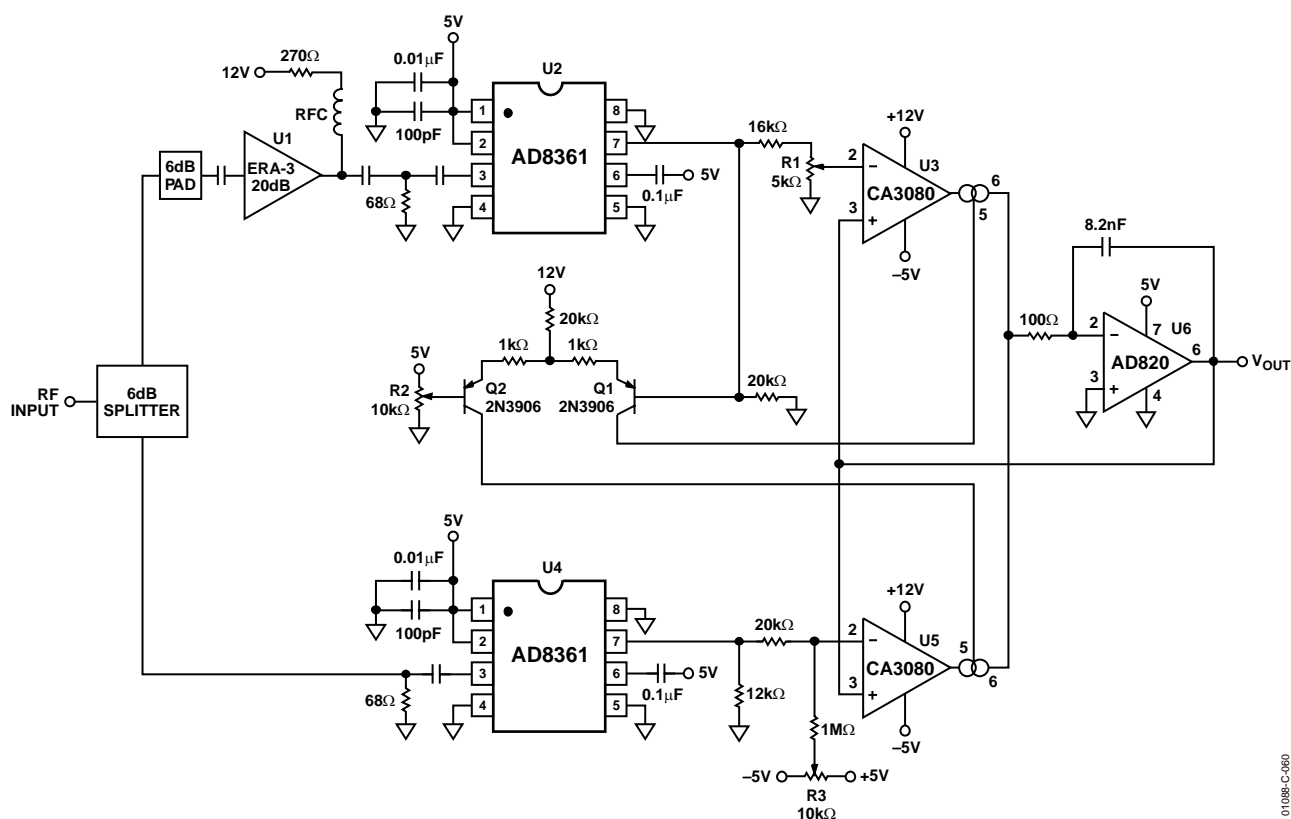 RF
INPUT
6dB
SPLITTER
6dB
PAD
12V
270Ω
RFC
U1
ERA-3
20dB
68Ω
5V
0.01μF
100pF
U2
AD8361
1
2
3
4
8
7
6
5
0.1μF
5V
16kΩ
R1
5kΩ
+12V
2
−
U3
CA3080
3
+
–5V
6
5
12V
20kΩ
1kΩ
1kΩ
5V
R2
10kΩ
Q2
2N3906
Q1
2N3906
20kΩ
8.2nF
100Ω
5V
2
−
7
U6
AD820
6
3
+
4
VOUT
5V
0.01μF
100pF
68Ω
U4
AD8361
1
2
3
4
8
7
6
5
0.1μF
5V
20kΩ
12kΩ
1MΩ
–5V
+5V
R3
10kΩ
+12V
2
−
U5
CA3080
3
+
–5V
5
6
01088-C-060